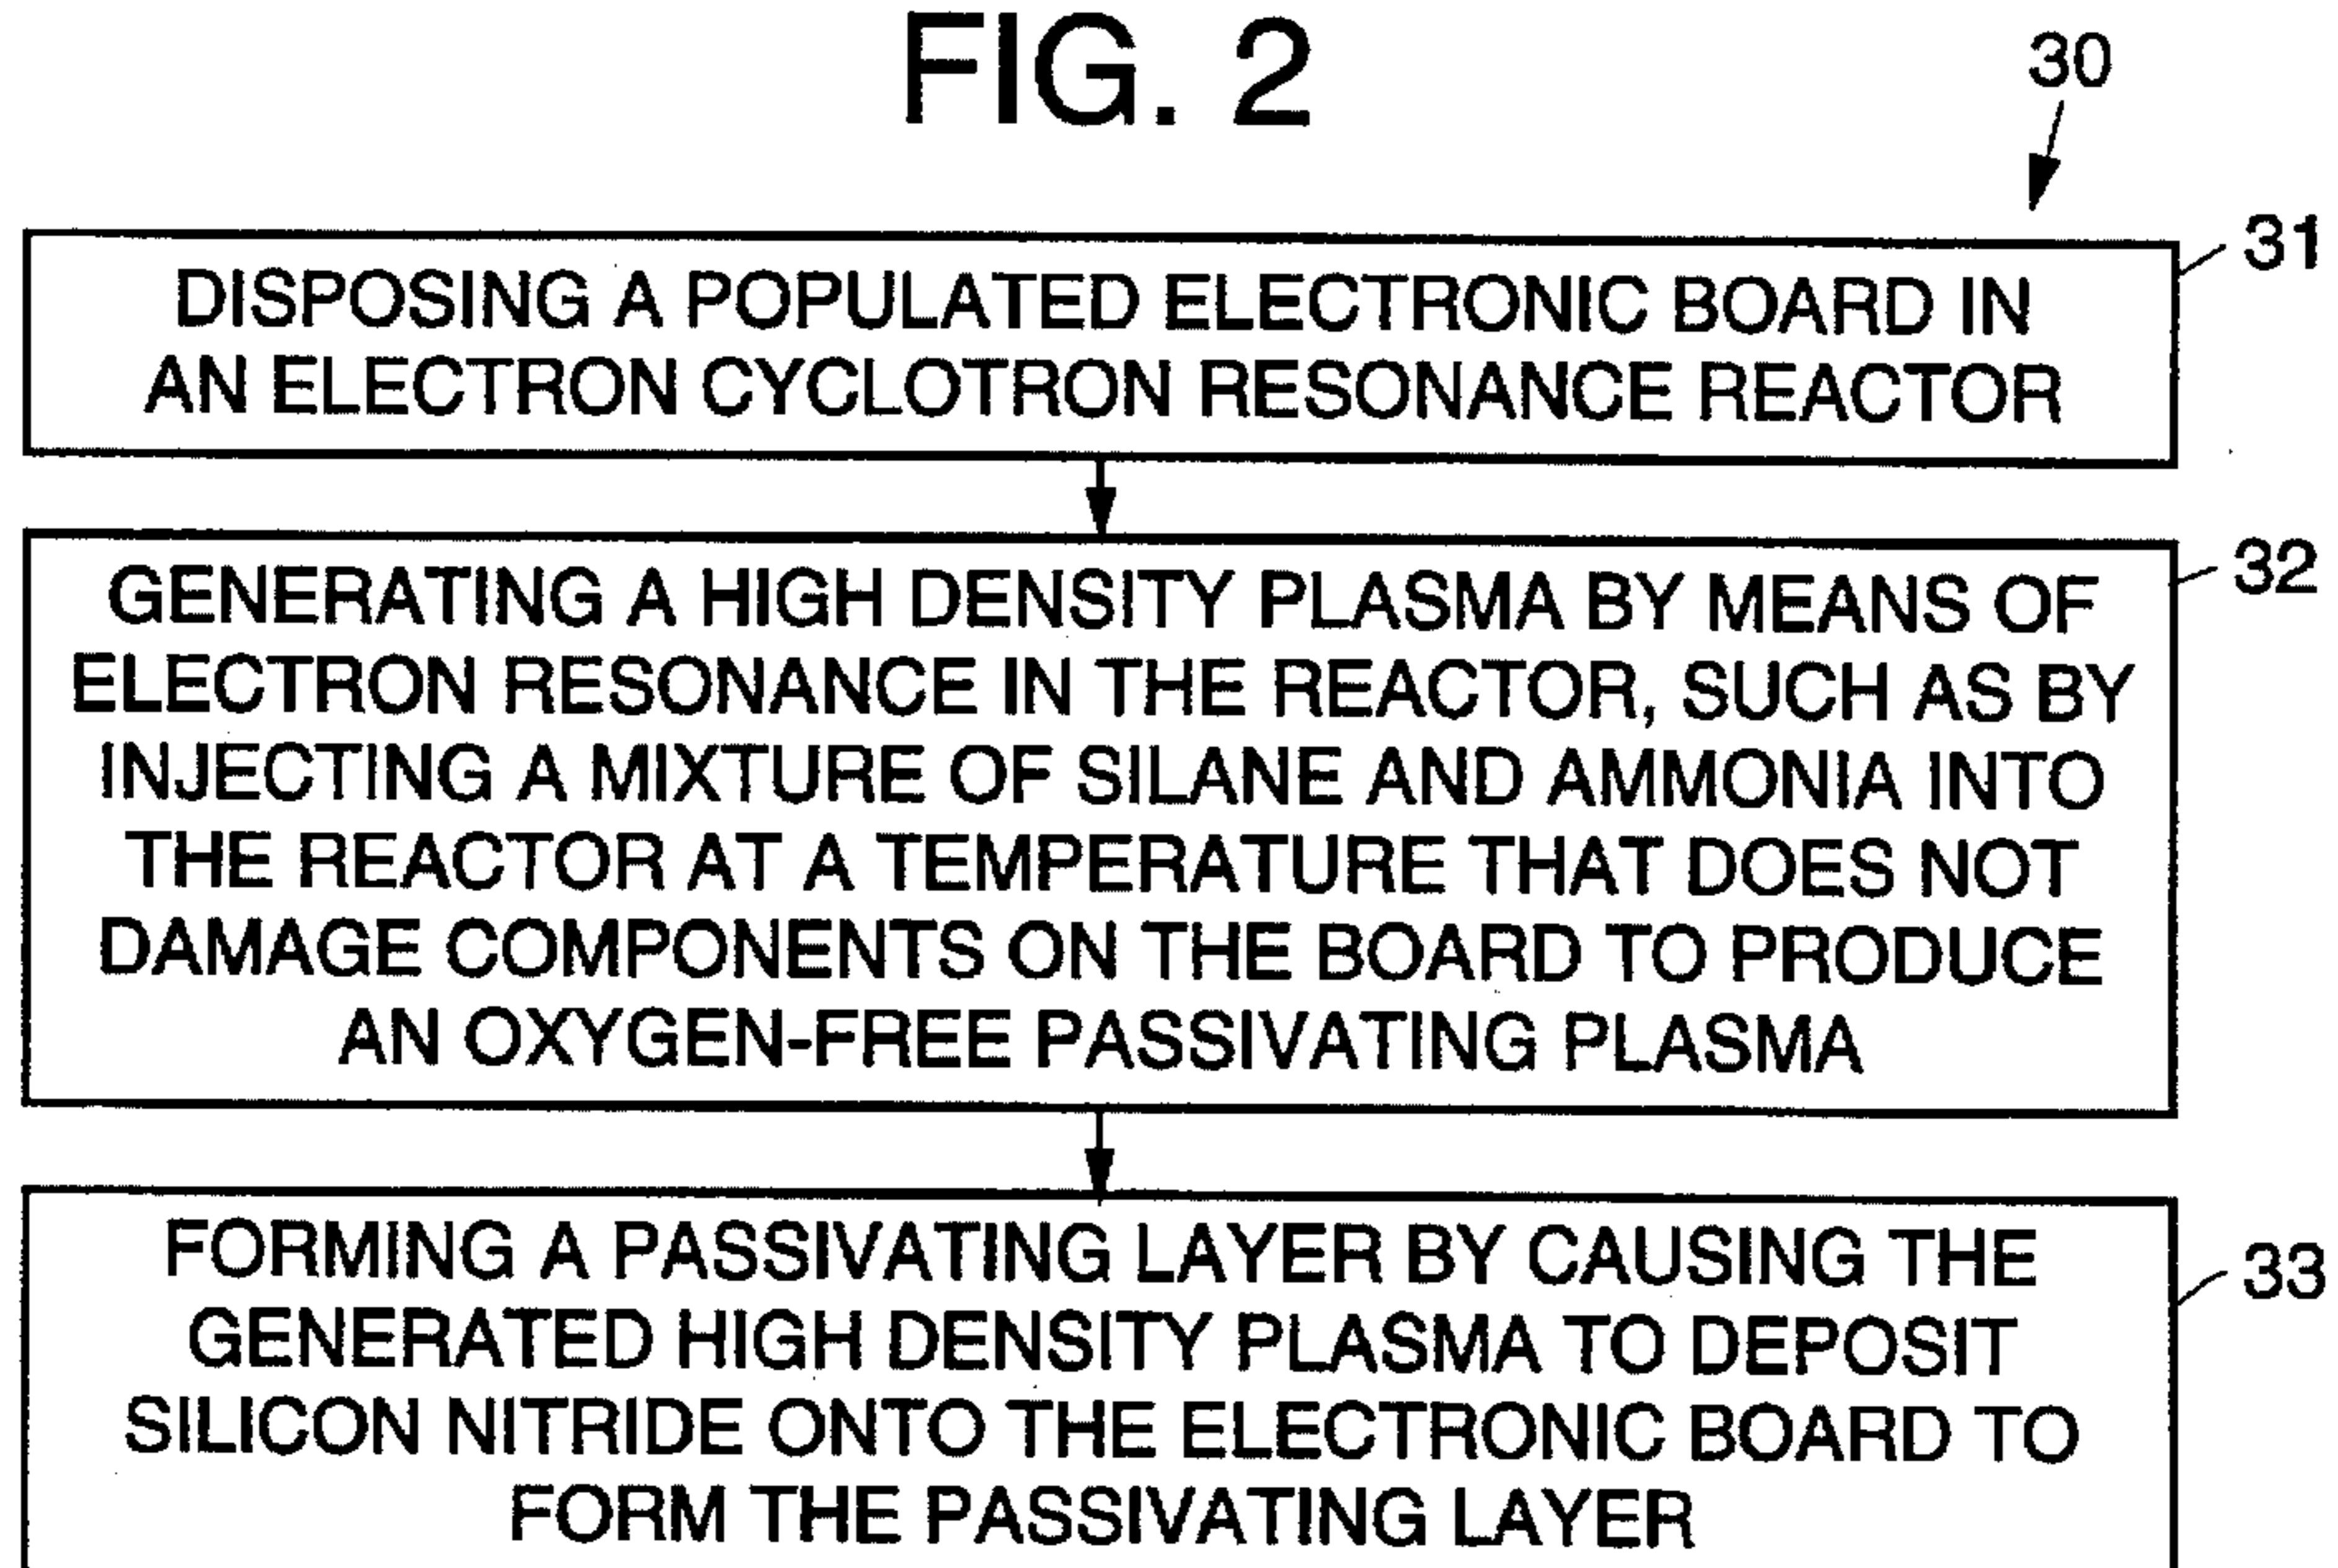 FIG. 2
30
31
DISPOSING A POPULATED ELECTRONIC BOARD IN
AN ELECTRON CYCLOTRON RESONANCE REACTOR
32
GENERATING A HIGH DENSITY PLASMA BY MEANS OF
ELECTRON RESONANCE IN THE REACTOR, SUCH AS BY
INJECTING A MIXTURE OF SILANE AND AMMONIA INTO
THE REACTOR AT A TEMPERATURE THAT DOES NOT
DAMAGE COMPONENTS ON THE BOARD TO PRODUCE
AN OXYGEN-FREE PASSIVATING PLASMA
33
FORMING A PASSIVATING LAYER BY CAUSING THE
GENERATED HIGH DENSITY PLASMA TO DEPOSIT
SILICON NITRIDE ONTO THE ELECTRONIC BOARD TO
FORM THE PASSIVATING LAYER